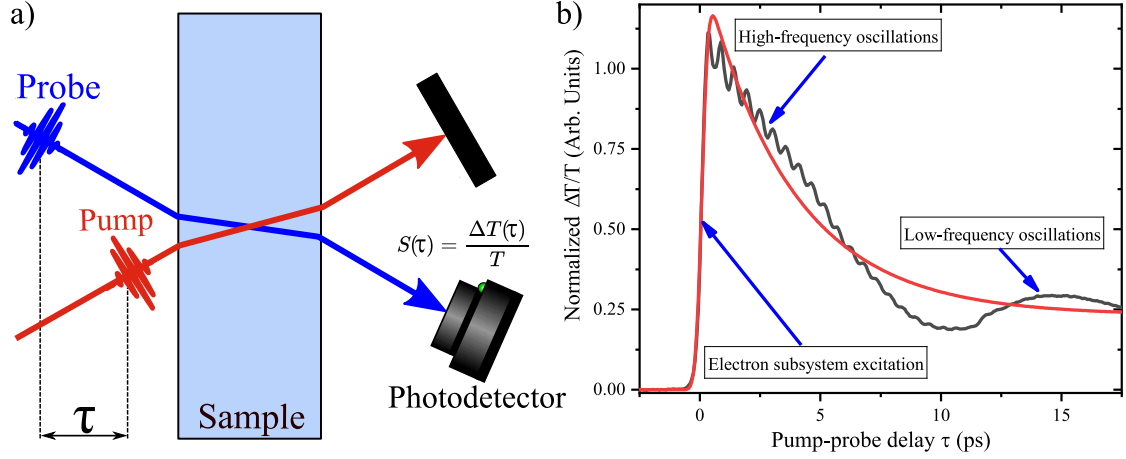 a)
Probe
Pump
τ
Sample
S(τ) = ΔT(τ)/T
Photodetector
b)
Normalized ΔT/T (Arb. Units)
1.00
0.75
0.50
0.25
0.00
High-frequency oscillations
Low-frequency oscillations
Electron subsystem excitation
0 5 10 15
Pump-probe delay τ (ps)